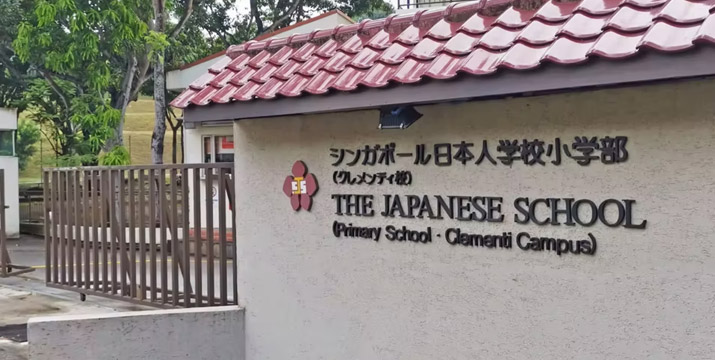 シンガポール日本人学校小学部
(クレメンティ校)
THE JAPANESE SCHOOL
(Primary School · Clementi Campus)